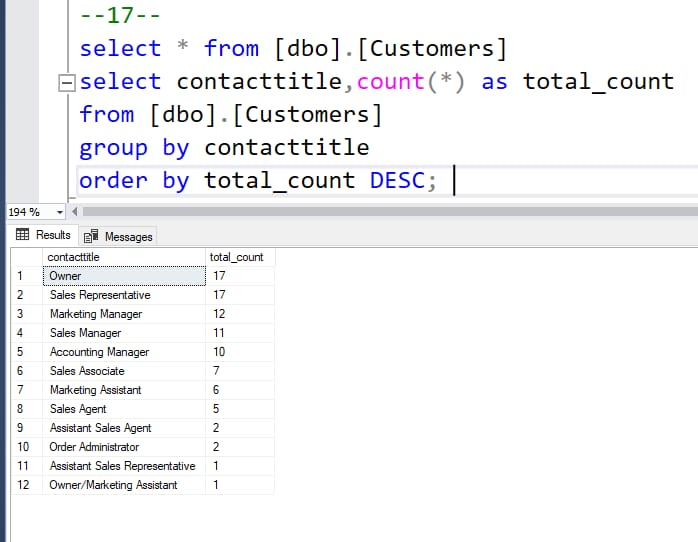 --17--
select * from [dbo].[Customers]
select contacttitle,count(*) as total_count
from [dbo].[Customers]
group by contacttitle
order by total_count DESC;
194 %
Results Messages
contacttitle total_count
1 Owner 17
2 Sales Representative 17
3 Marketing Manager 12
4 Sales Manager 11
5 Accounting Manager 10
6 Sales Associate 7
7 Marketing Assistant 6
8 Sales Agent 5
9 Assistant Sales Agent 2
10 Order Administrator 2
11 Assistant Sales Representative 1
12 Owner/Marketing Assistant 1